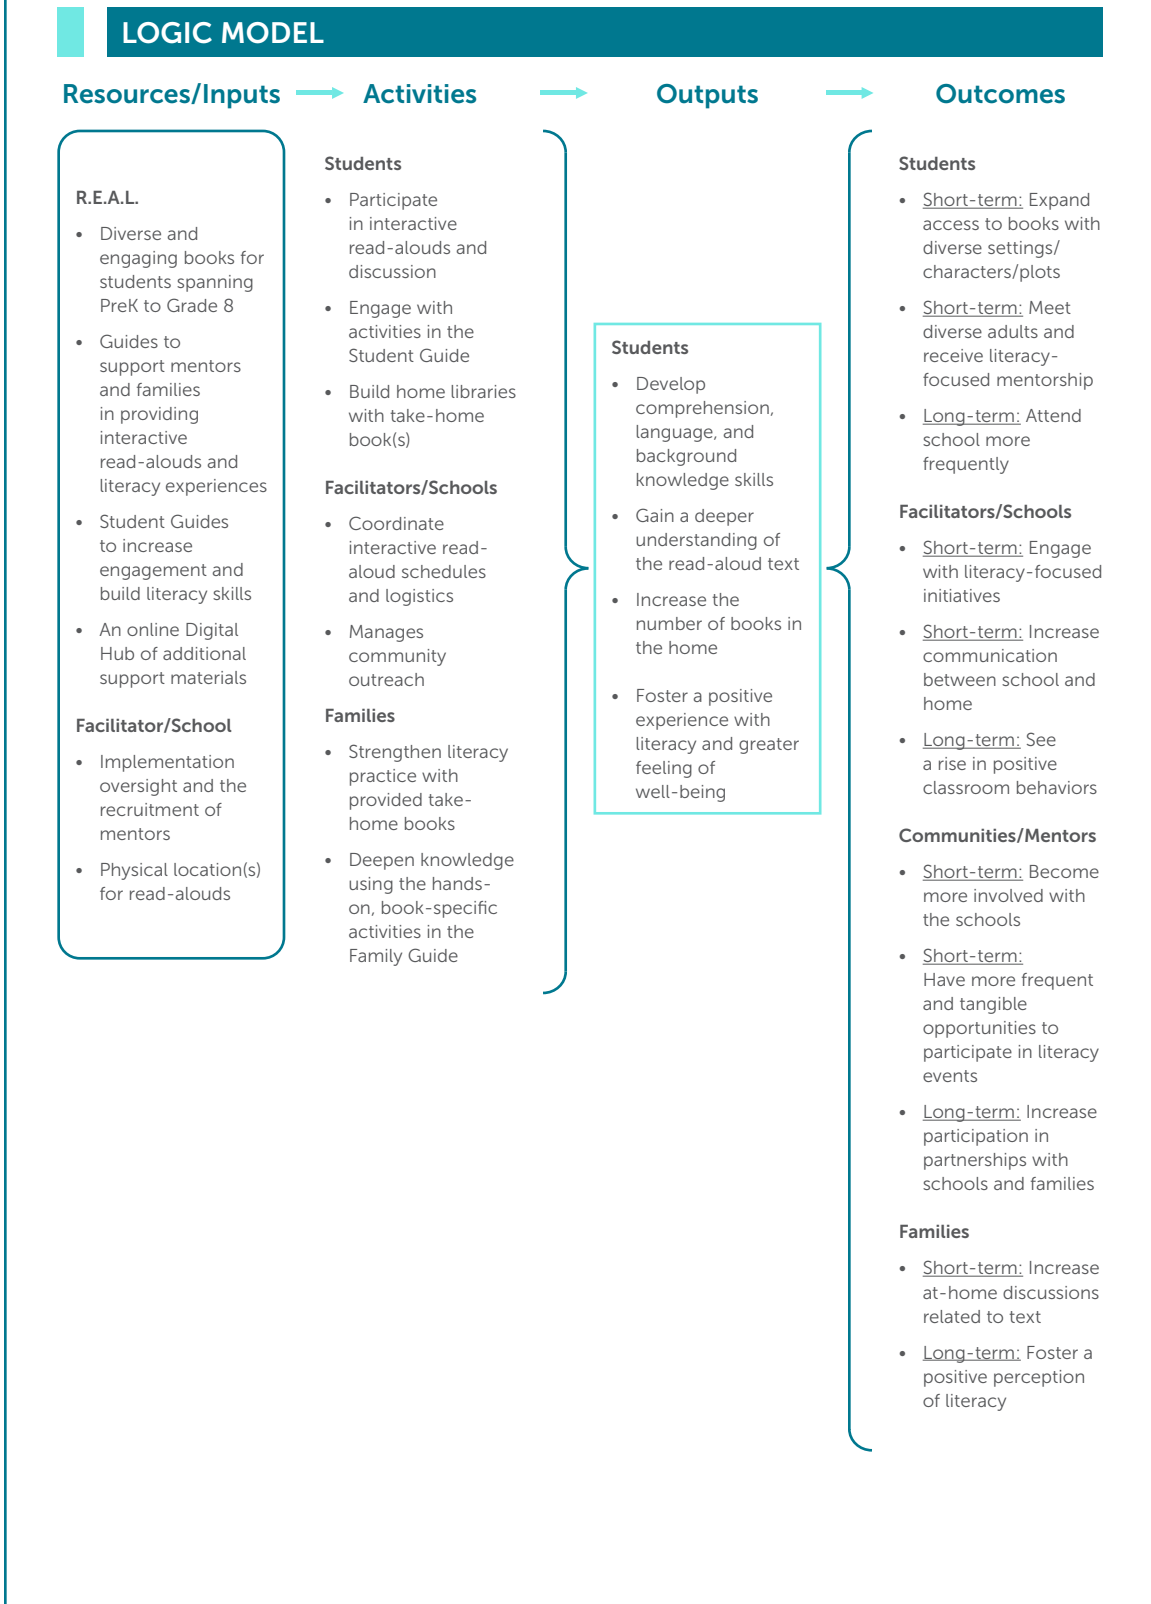 LOGIC MODEL
Resources/Inputs
Activities
Outputs
Outcomes
R.E.A.L.
• Diverse and
engaging books for
students spanning
PreK to Grade 8
• Guides to
support mentors
and families
in providing
interactive
read-alouds and
literacy experiences
• Student Guides
to increase
engagement and
build literacy skills
• An online Digital
Hub of additional
support materials
Facilitator/School
• Implementation
oversight and the
recruitment of
mentors
• Physical location(s)
for read-alouds
Students
• Participate
in interactive
read-alouds and
discussion
• Engage with
activities in the
Student Guide
• Build home libraries
with take-home
book(s)
Facilitators/Schools
• Coordinate
interactive read-
aloud schedules
and logistics
• Manages
community
outreach
Families
• Strengthen literacy
practice with
provided take-
home books
• Deepen knowledge
using the hands-
on, book-specific
activities in the
Family Guide
Students
• Develop
comprehension,
language, and
background
knowledge skills
• Gain a deeper
understanding of
the read-aloud text
• Increase the
number of books in
the home
• Foster a positive
experience with
literacy and greater
feeling of
well-being
Students
• Short-term: Expand
access to books with
diverse settings/
characters/plots
• Short-term: Meet
diverse adults and
receive literacy-
focused mentorship
• Long-term: Attend
school more
frequently
Facilitators/Schools
• Short-term: Engage
with literacy-focused
initiatives
• Short-term: Increase
communication
between school and
home
• Long-term: See
a rise in positive
classroom behaviors
Communities/Mentors
• Short-term: Become
more involved with
the schools
• Short-term:
Have more frequent
and tangible
opportunities to
participate in literacy
events
• Long-term: Increase
participation in
partnerships with
schools and families
Families
• Short-term: Increase
at-home discussions
related to text
• Long-term: Foster a
positive perception
of literacy